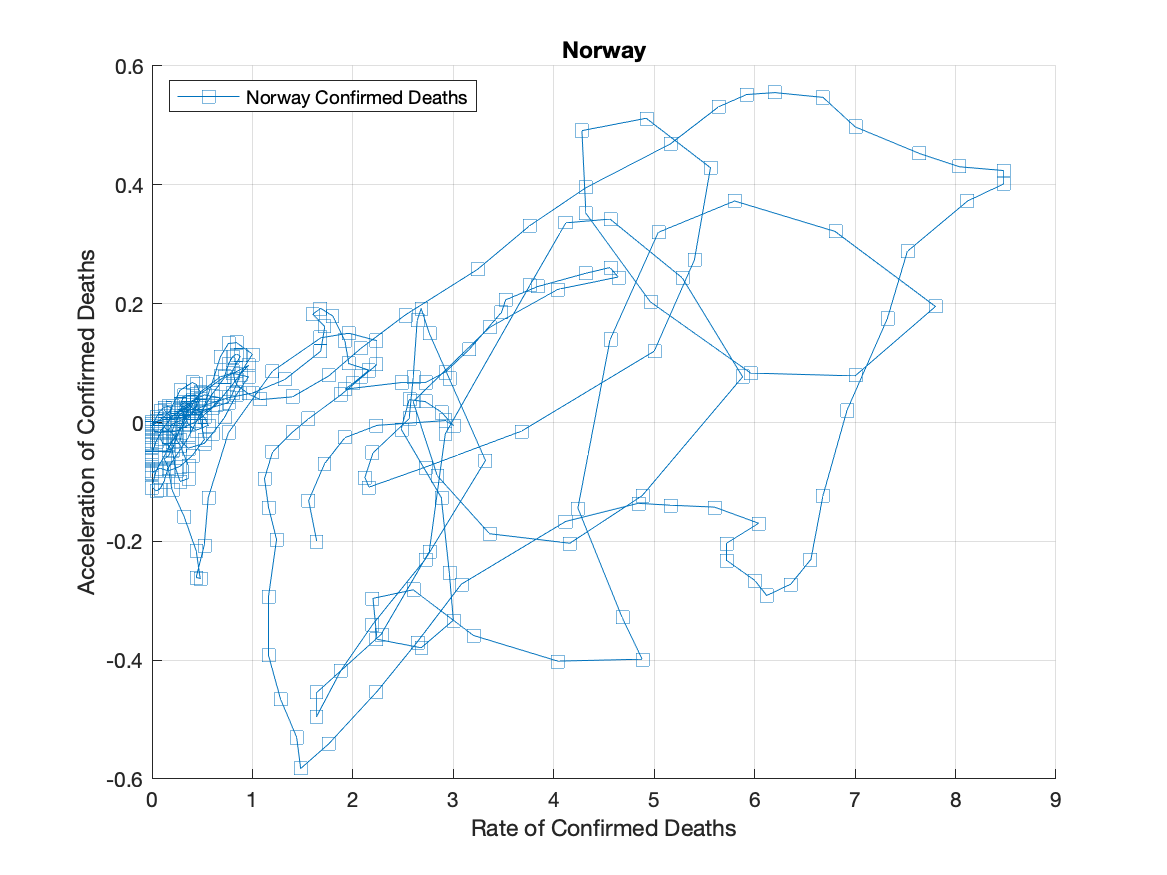 Norway
0.6
Norway Confirmed Deaths
0.4
0.2
0
-0.2
-0.4
-0.6
Acceleration of Confirmed Deaths
0 1 2 3 4 5 6 7 8 9
Rate of Confirmed Deaths